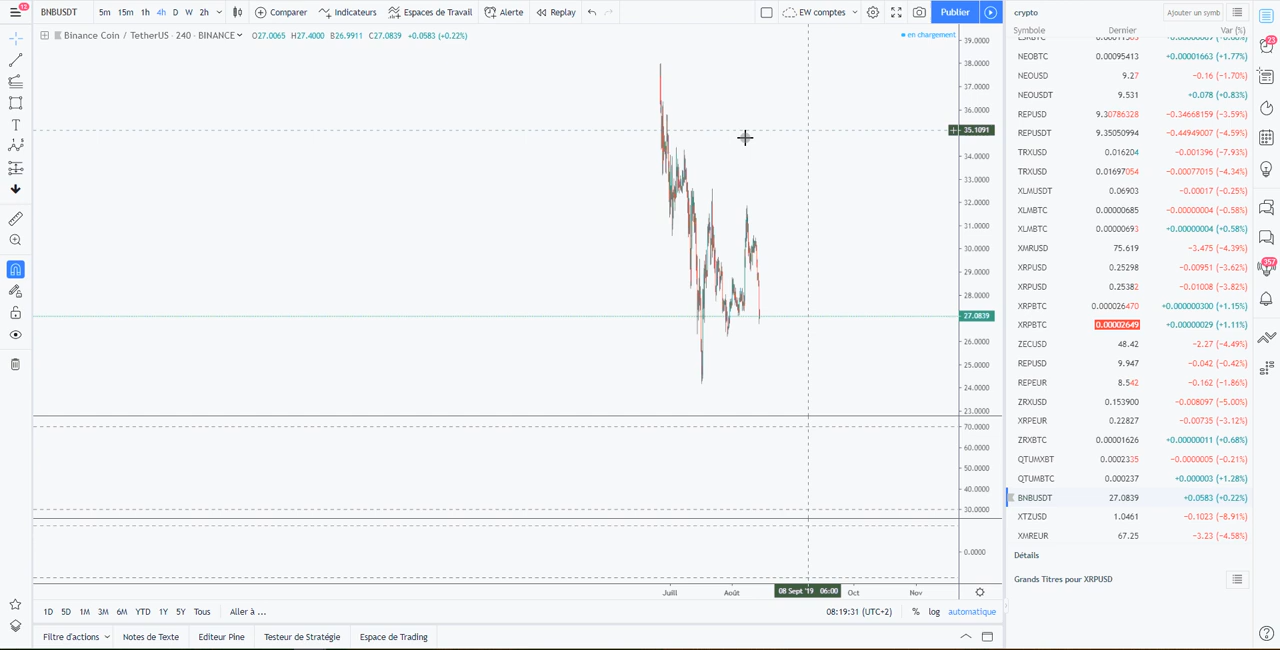 12
BNBUSDT 5m 15m 1h 4h D W 2h Comparer Indicateurs Espaces de Travail Alerte Replay EW comptes Publier
Binance Coin / TetherUS · 240 · BINANCE O27.0065 H27.4000 B26.9911 C27.0839 +0.0583 (+0.22%)
en chargement
39.0000
38.0000
37.0000
36.0000
35.1091
34.0000
33.0000
32.0000
31.0000
30.0000
29.0000
28.0000
27.0839
26.0000
25.0000
24.0000
23.0000
70.0000
60.0000
50.0000
40.0000
30.0000
0.0000
Juill Août 08 Sept '19 06:00 Oct Nov
1D 5D 1M 3M 6M YTD 1Y 5Y Tous Aller à ... 08:19:31 (UTC+2) % log automatique
Filtre d'actions Notes de Texte Editeur Pine Testeur de Stratégie Espace de Trading
crypto Ajouter un symb
Symbole Dernier Var (%)
NEOBTC 0.00095413 +0.00001663 (+1.77%)
NEOUSD 9.27 −0.16 (−1.70%)
NEOUSDT 9.531 +0.078 (+0.83%)
REPUSD 9.30786328 −0.34668159 (−3.59%)
REPUSDT 9.35050994 −0.44949007 (−4.59%)
TRXUSD 0.016204 −0.001396 (−7.93%)
TRXUSD 0.01697054 −0.00077015 (−4.34%)
XLMUSDT 0.06903 −0.00017 (−0.25%)
XLMBTC 0.00000685 −0.00000004 (−0.58%)
XLMBTC 0.00000693 +0.00000004 (+0.58%)
XMRUSD 75.619 −3.475 (−4.39%)
XRPUSD 0.25298 −0.00951 (−3.62%)
XRPUSD 0.25382 −0.01008 (−3.82%)
XRPBTC 0.000026470 +0.000000300 (+1.15%)
XRPBTC 0.00002649 +0.00000029 (+1.11%)
ZECUSD 48.42 −2.27 (−4.49%)
REPUSD 9.947 −0.042 (−0.42%)
REPEUR 8.542 −0.162 (−1.86%)
ZRXUSD 0.153900 −0.008097 (−5.00%)
XRPEUR 0.22827 −0.00735 (−3.12%)
ZRXBTC 0.00001626 +0.00000011 (+0.68%)
QTUMXBT 0.0002335 −0.0000005 (−0.21%)
QTUMBTC 0.000237 +0.000003 (+1.28%)
BNBUSDT 27.0839 +0.0583 (+0.22%)
XTZUSD 1.0461 −0.1023 (−8.91%)
XMREUR 67.25 −3.23 (−4.58%)
Détails
Grands Titres pour XRPUSD
23
357